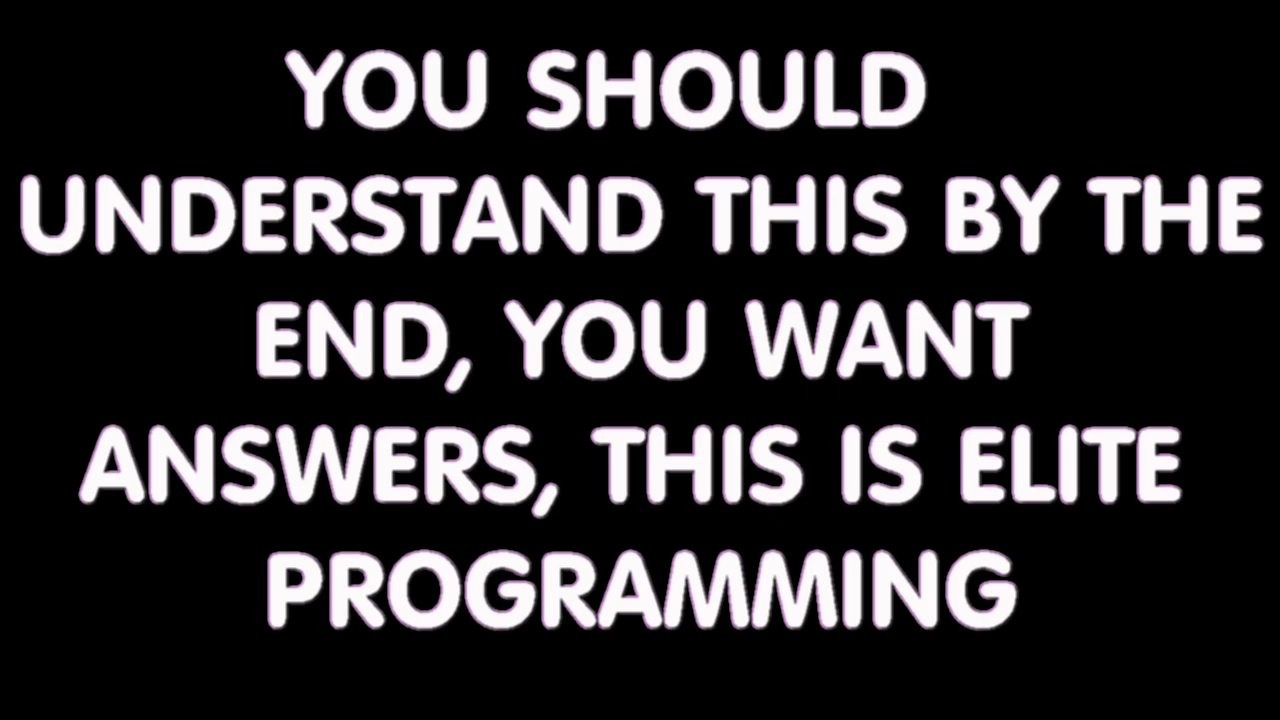 YOU SHOULD
UNDERSTAND THIS BY THE
END, YOU WANT
ANSWERS, THIS IS ELITE
PROGRAMMING